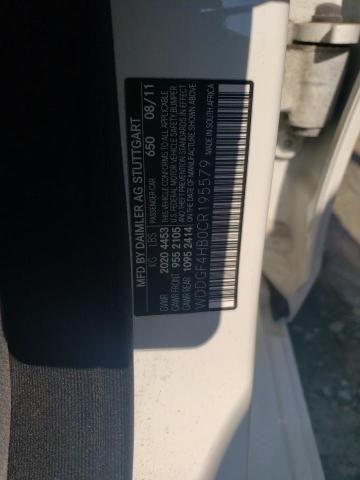 MFD BY DAIMLER AG STUTTGART
PASSENGER CAR 650 08/11
KG LBS
GVWR 2020 4453
GAWR FRONT 955 2105
GAWR REAR 1095 2414
THIS VEHICLE CONFORMS TO ALL APPLICABLE
U.S. FEDERAL MOTOR VEHICLE SAFETY, BUMPER
AND THEFT PREVENTION STANDARDS IN EFFECT
ON THE DATE OF MANUFACTURE SHOWN ABOVE
WDDGF4HB0CR195579
MADE IN SOUTH AFRICA